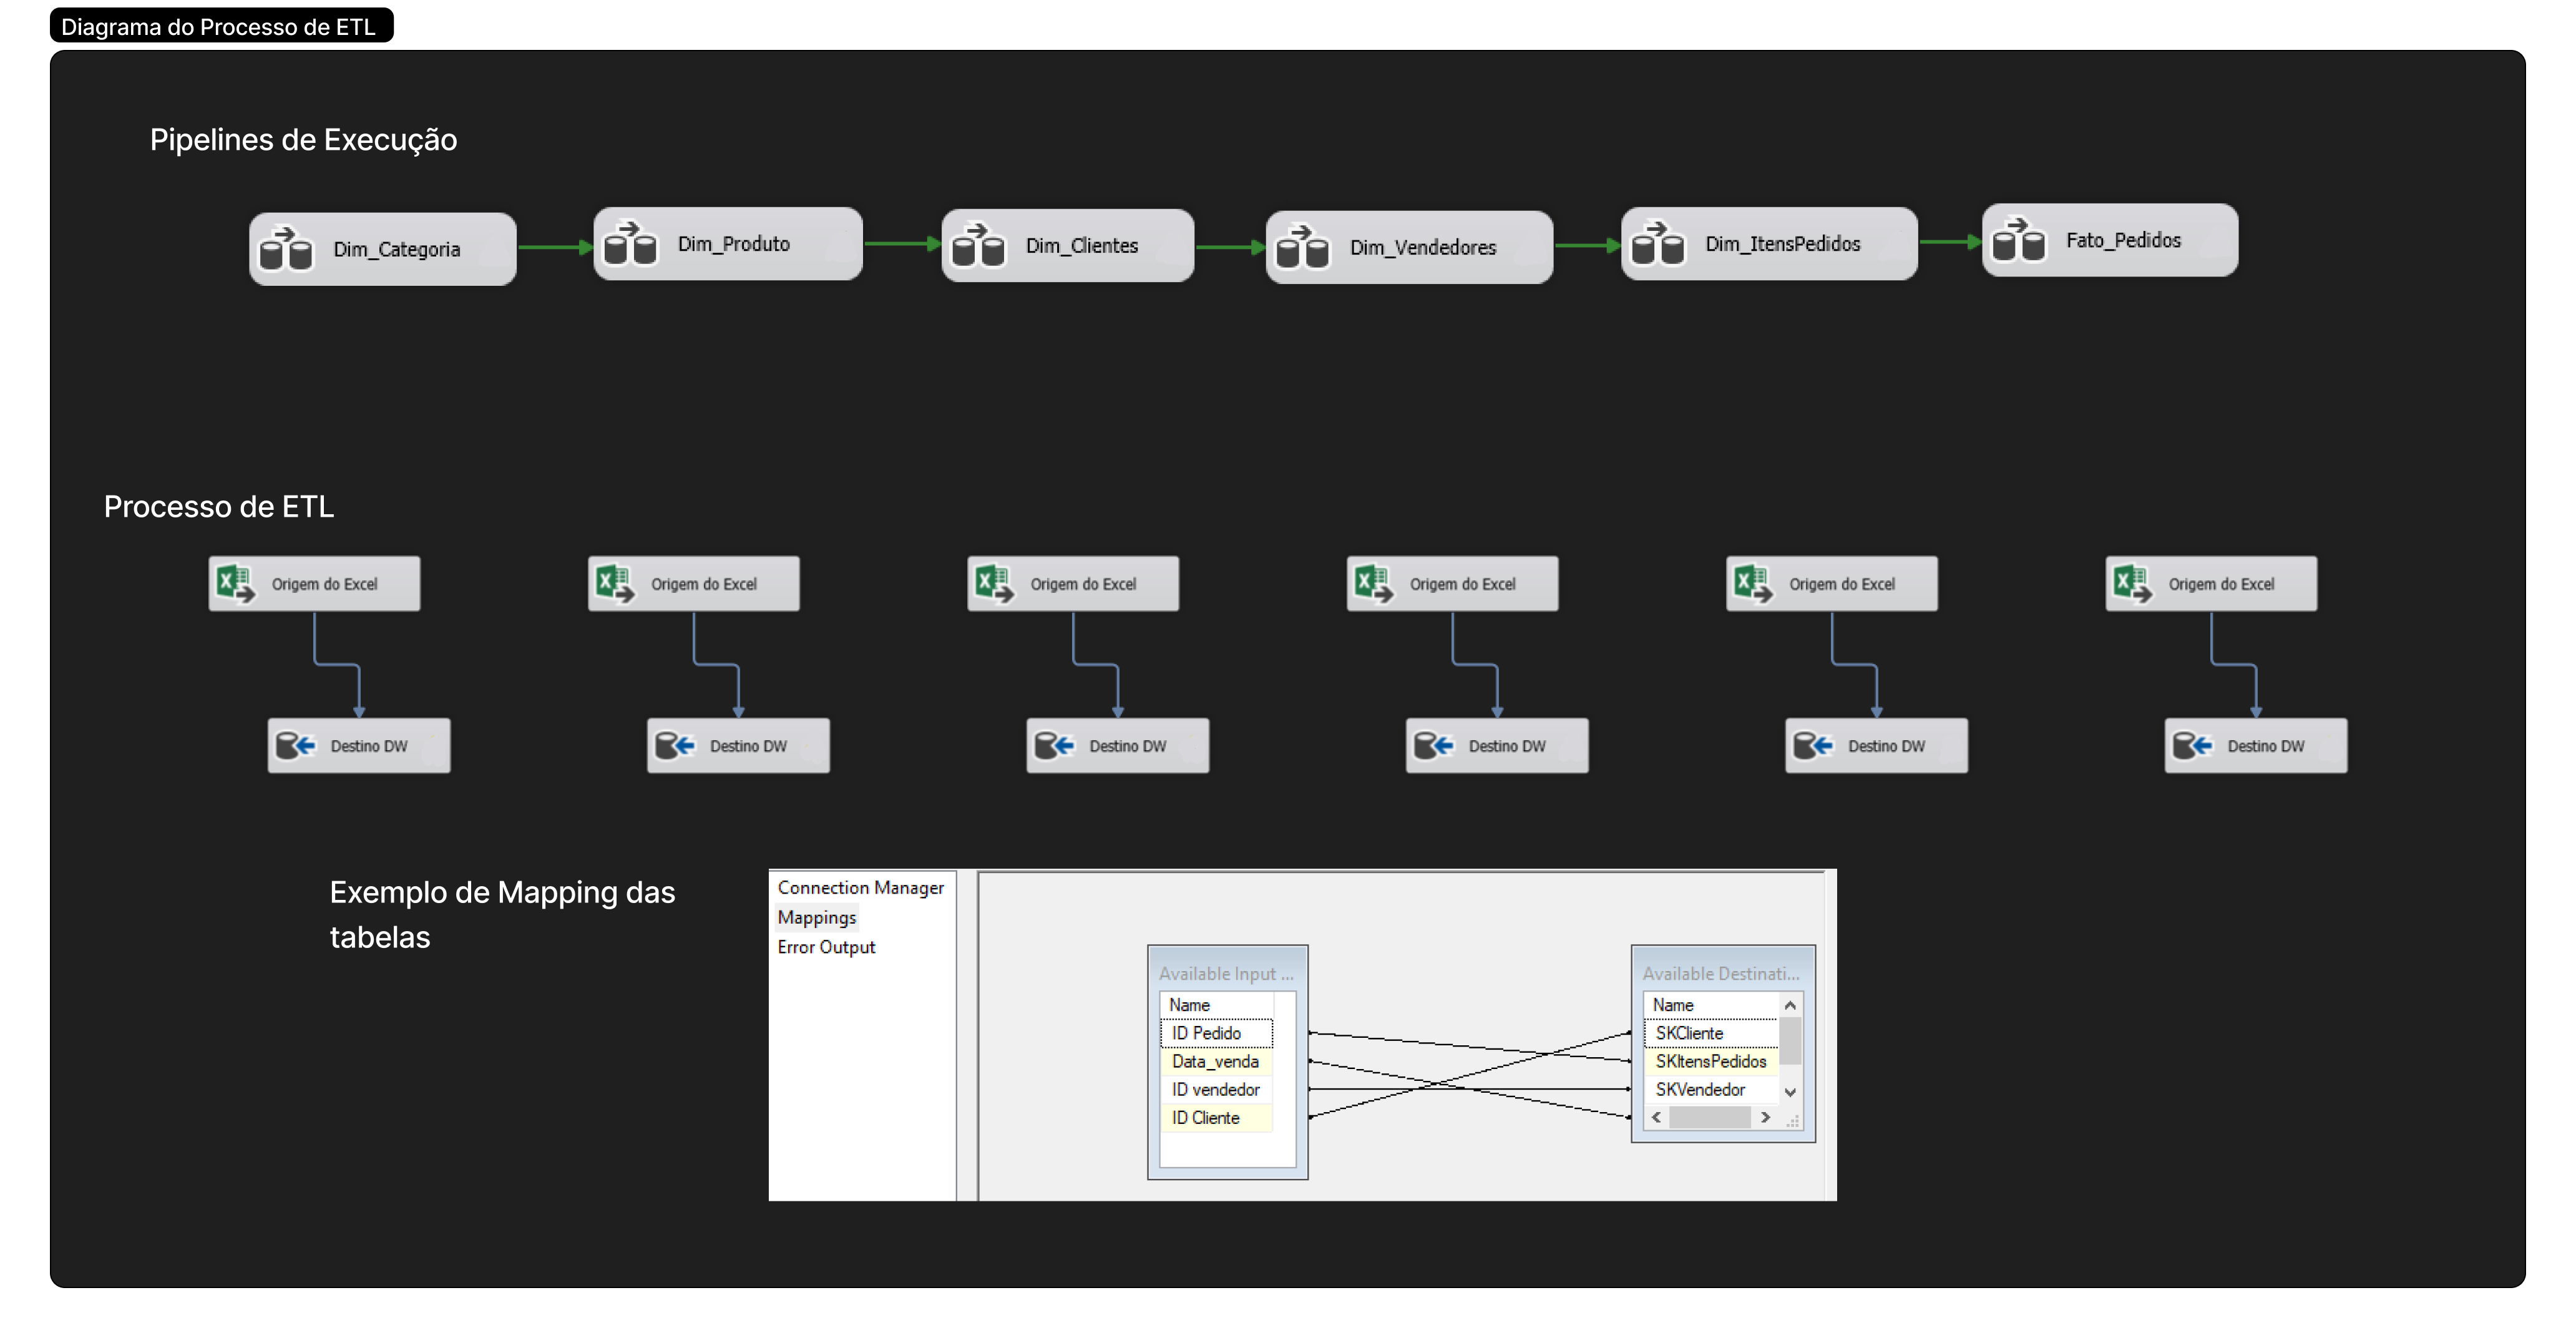 Diagrama do Processo de ETL
Pipelines de Execução
Dim_Categoria
Dim_Produto
Dim_Clientes
Dim_Vendedores
Dim_ItensPedidos
Fato_Pedidos
Processo de ETL
Origem do Excel
Origem do Excel
Origem do Excel
Origem do Excel
Origem do Excel
Origem do Excel
Destino DW
Destino DW
Destino DW
Destino DW
Destino DW
Destino DW
Exemplo de Mapping das
tabelas
Connection Manager
Mappings
Error Output
Available Input ...
Name
ID Pedido
Data_venda
ID vendedor
ID Cliente
Available Destinati...
Name
SKCliente
SKItensPedidos
SKVendedor